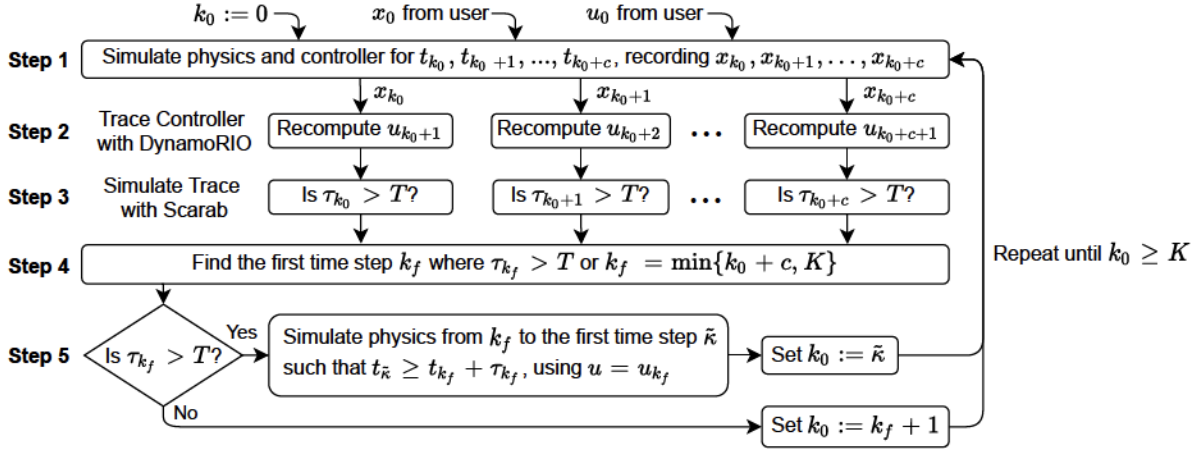 k₀ := 0
x₀ from user
u₀ from user
Step 1
Simulate physics and controller for t_{k₀}, t_{k₀+1}, ..., t_{k₀+c}, recording x_{k₀}, x_{k₀+1}, . . . , x_{k₀+c}
x_{k₀}
x_{k₀+1}
x_{k₀+c}
Step 2
Trace Controller
with DynamoRIO
Recompute u_{k₀+1}
Recompute u_{k₀+2}
...
Recompute u_{k₀+c+1}
Step 3
Simulate Trace
with Scarab
Is τ_{k₀} > T?
Is τ_{k₀+1} > T?
...
Is τ_{k₀+c} > T?
Repeat until k₀ ≥ K
Step 4
Find the first time step k_f where τ_{k_f} > T or k_f = min{k₀ + c, K}
Step 5
Is τ_{k_f} > T?
Yes
Simulate physics from k_f to the first time step κ̃
such that t_{κ̃} ≥ t_{k_f} + τ_{k_f}, using u = u_{k_f}
Set k₀ := κ̃
No
Set k₀ := k_f + 1